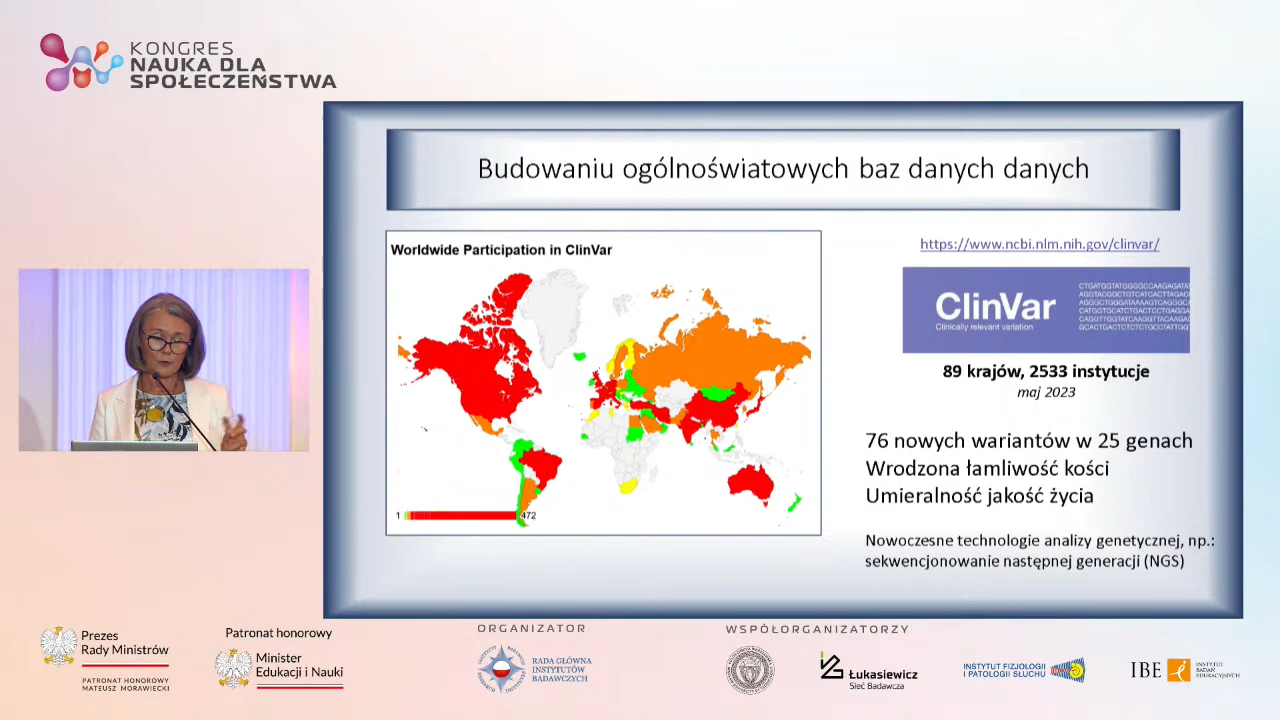 KONGRES
NAUKA DLA
SPOŁECZEŃSTWA
Budowaniu ogólnoświatowych baz danych danych
Worldwide Participation in ClinVar
1
472
https://www.ncbi.nlm.nih.gov/clinvar/
ClinVar
Clinically relevant variation
89 krajów, 2533 instytucje
maj 2023
76 nowych wariantów w 25 genach
Wrodzona łamliwość kości
Umieralność jakość życia
Nowoczesne technologie analizy genetycznej, np.:
sekwencjonowanie następnej generacji (NGS)
Prezes
Rady Ministrów
PATRONAT HONOROWY
MATEUSZ MORAWIECKI
Patronat honorowy
Minister
Edukacji i Nauki
ORGANIZATOR
RADA GŁÓWNA
INSTYTUTÓW
BADAWCZYCH
WSPÓŁORGANIZATORZY
Łukasiewicz
Sieć Badawcza
INSTYTUT FIZJOLOGII
I PATOLOGII SŁUCHU
IBE
INSTYTUT
BADAŃ
EDUKACYJNYCH